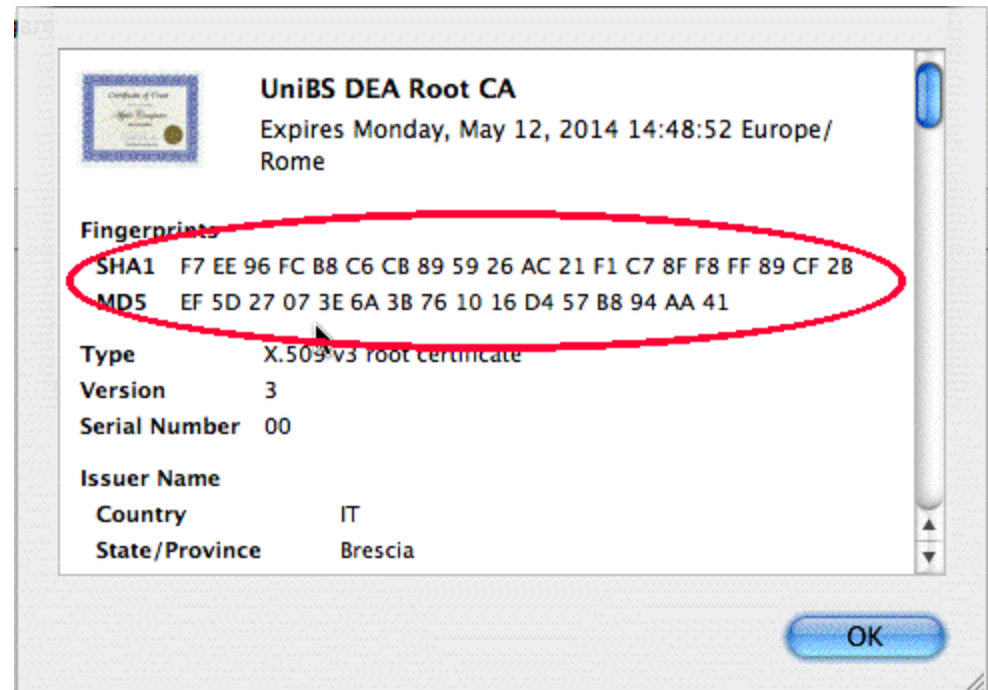 UniBS DEA Root CA
Expires Monday, May 12, 2014 14:48:52 Europe/
Rome
Fingerprints
SHA1 F7 EE 96 FC B8 C6 CB 89 59 26 AC 21 F1 C7 8F F8 FF 89 CF 2B
MD5 EF 5D 27 07 3E 6A 3B 76 10 16 D4 57 B8 94 AA 41
Type X.509 v3 root certificate
Version 3
Serial Number 00
Issuer Name
Country IT
State/Province Brescia
OK